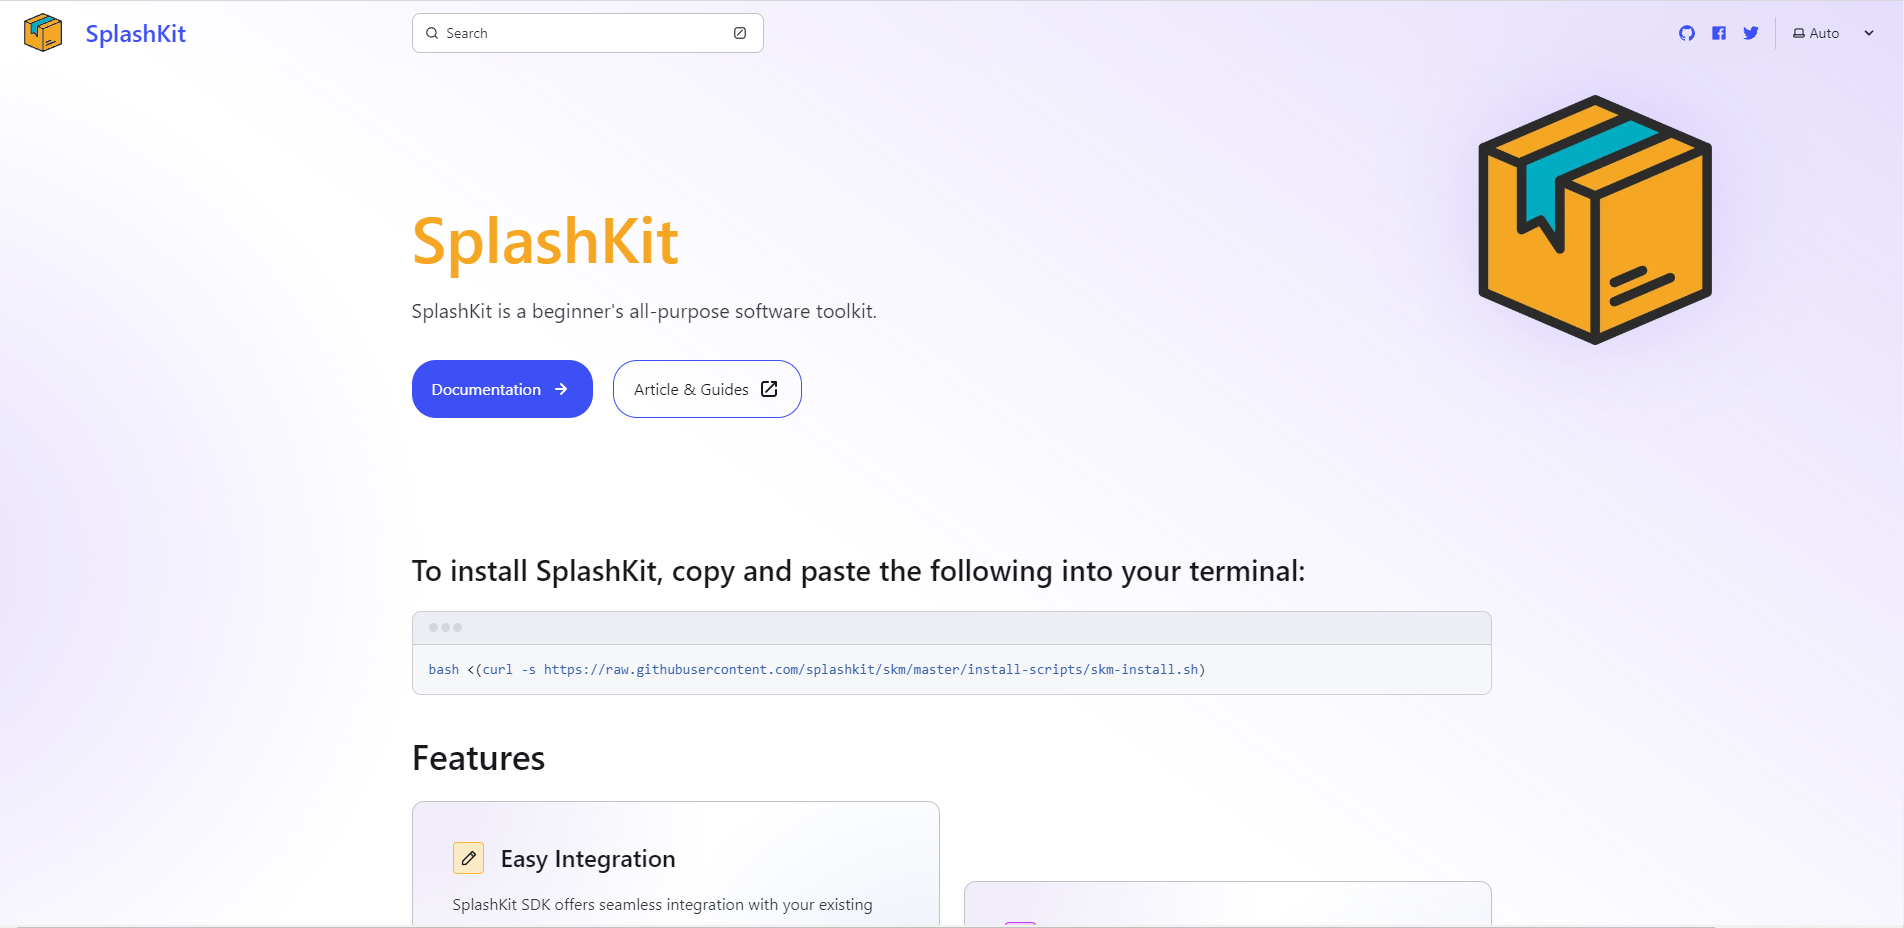 SplashKit
Search
Auto
SplashKit
SplashKit is a beginner's all-purpose software toolkit.
Documentation
Article & Guides
To install SplashKit, copy and paste the following into your terminal:
bash <(curl -s https://raw.githubusercontent.com/splashkit/skm/master/install-scripts/skm-install.sh)
Features
Easy Integration
SplashKit SDK offers seamless integration with your existing